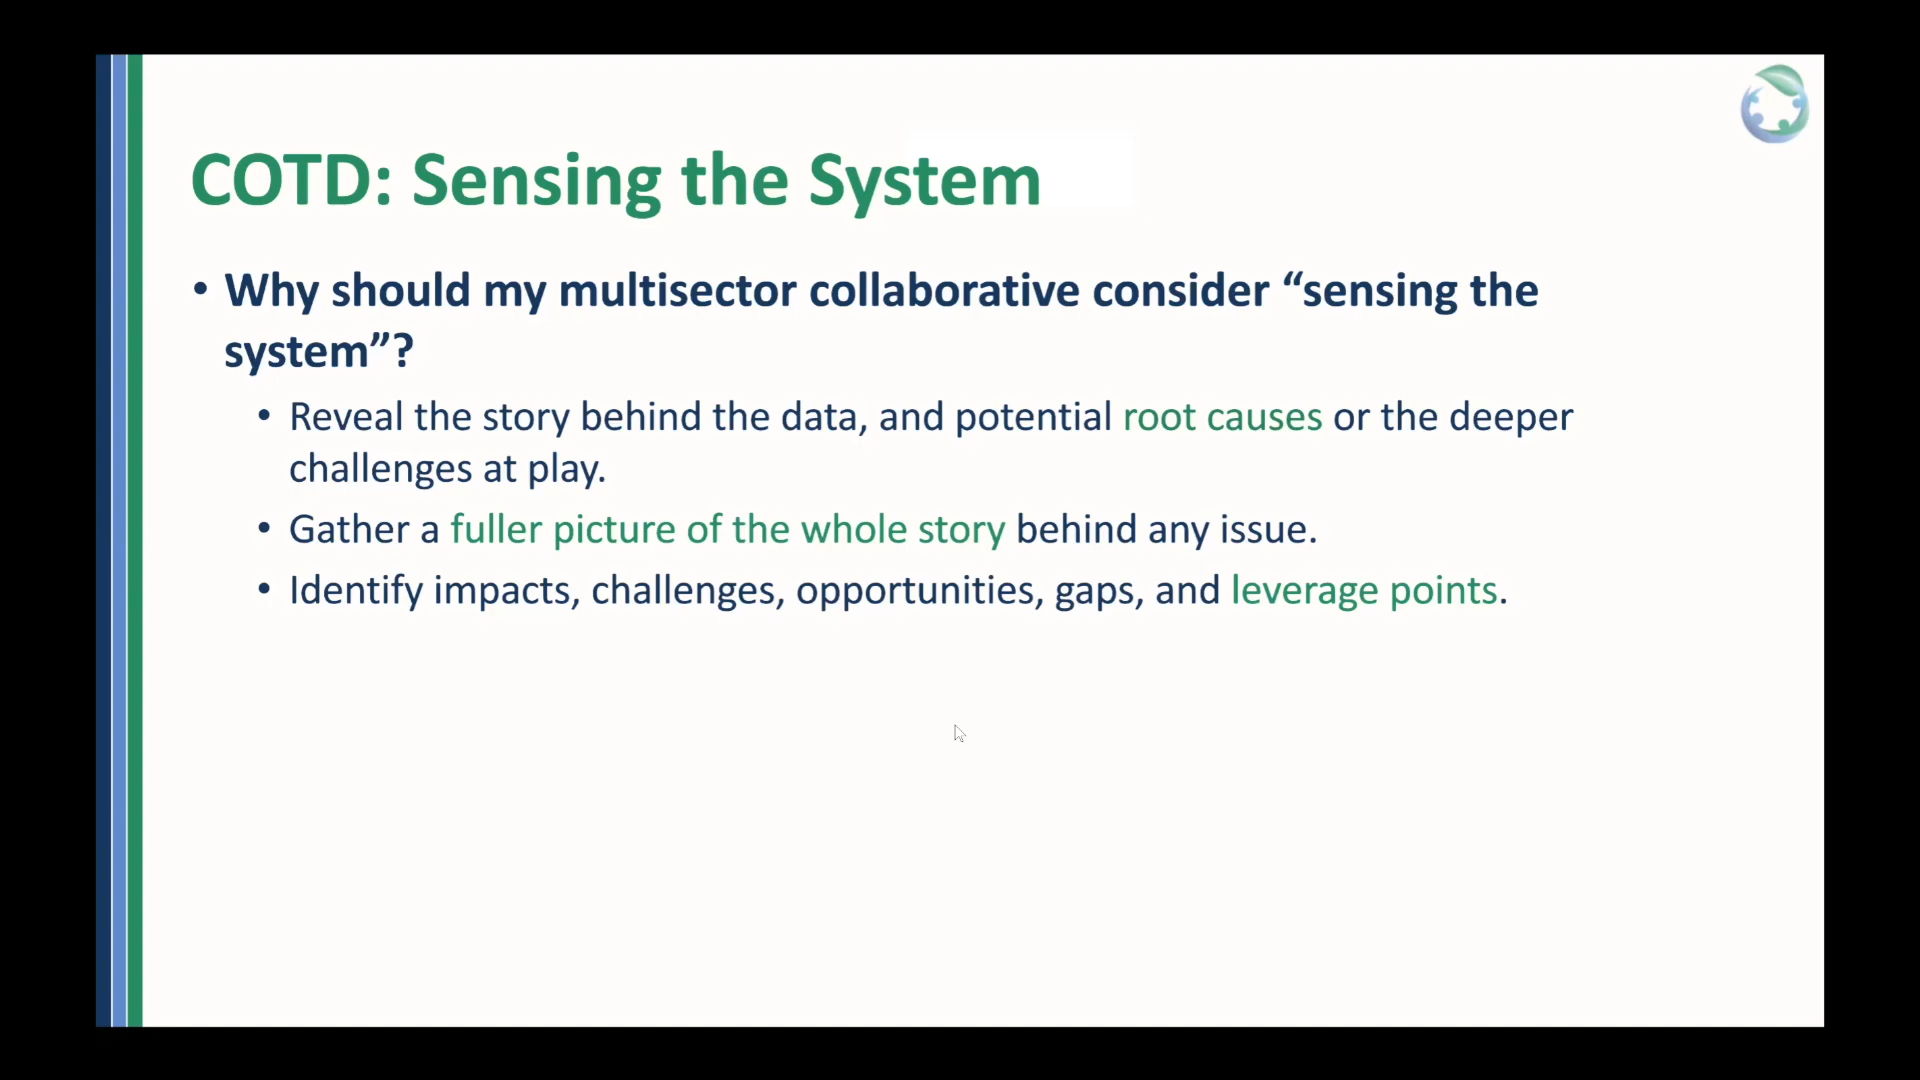 COTD: Sensing the System
• Why should my multisector collaborative consider “sensing the
system”?
• Reveal the story behind the data, and potential root causes or the deeper
challenges at play.
• Gather a fuller picture of the whole story behind any issue.
• Identify impacts, challenges, opportunities, gaps, and leverage points.